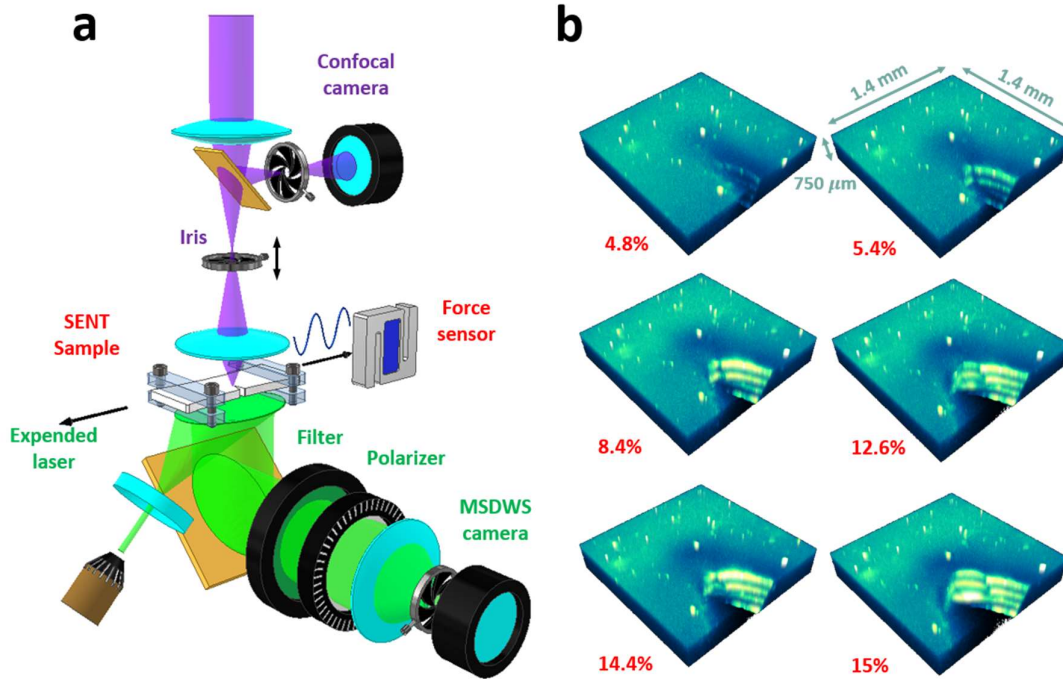 a
Confocal
camera
Iris
SENT
Sample
Force
sensor
Expended
laser
Filter
Polarizer
MSDWS
camera
b
1.4 mm
1.4 mm
750 μm
4.8%
5.4%
8.4%
12.6%
14.4%
15%